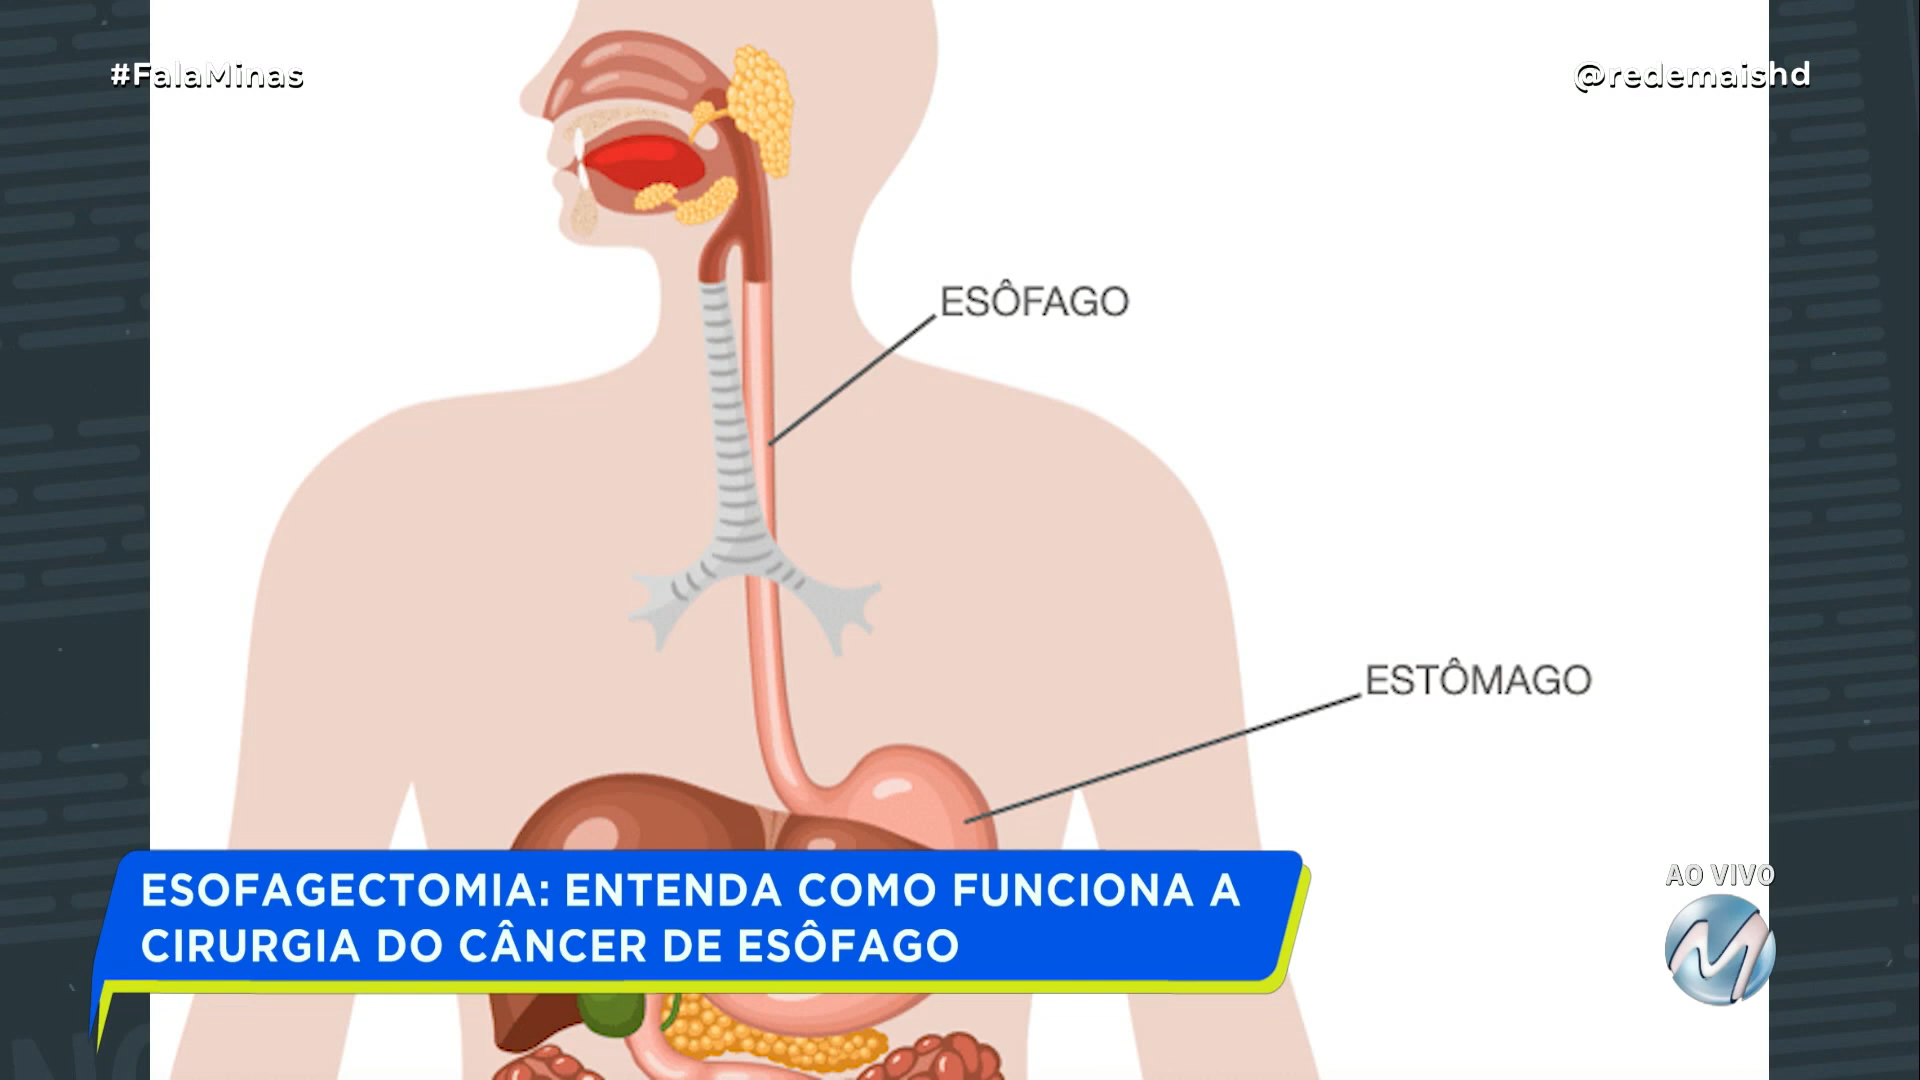 #FalaMinas
@redemaishd
ESÔFAGO
ESTÔMAGO
AO VIVO
ESOFAGECTOMIA: ENTENDA COMO FUNCIONA A
CIRURGIA DO CÂNCER DE ESÔFAGO